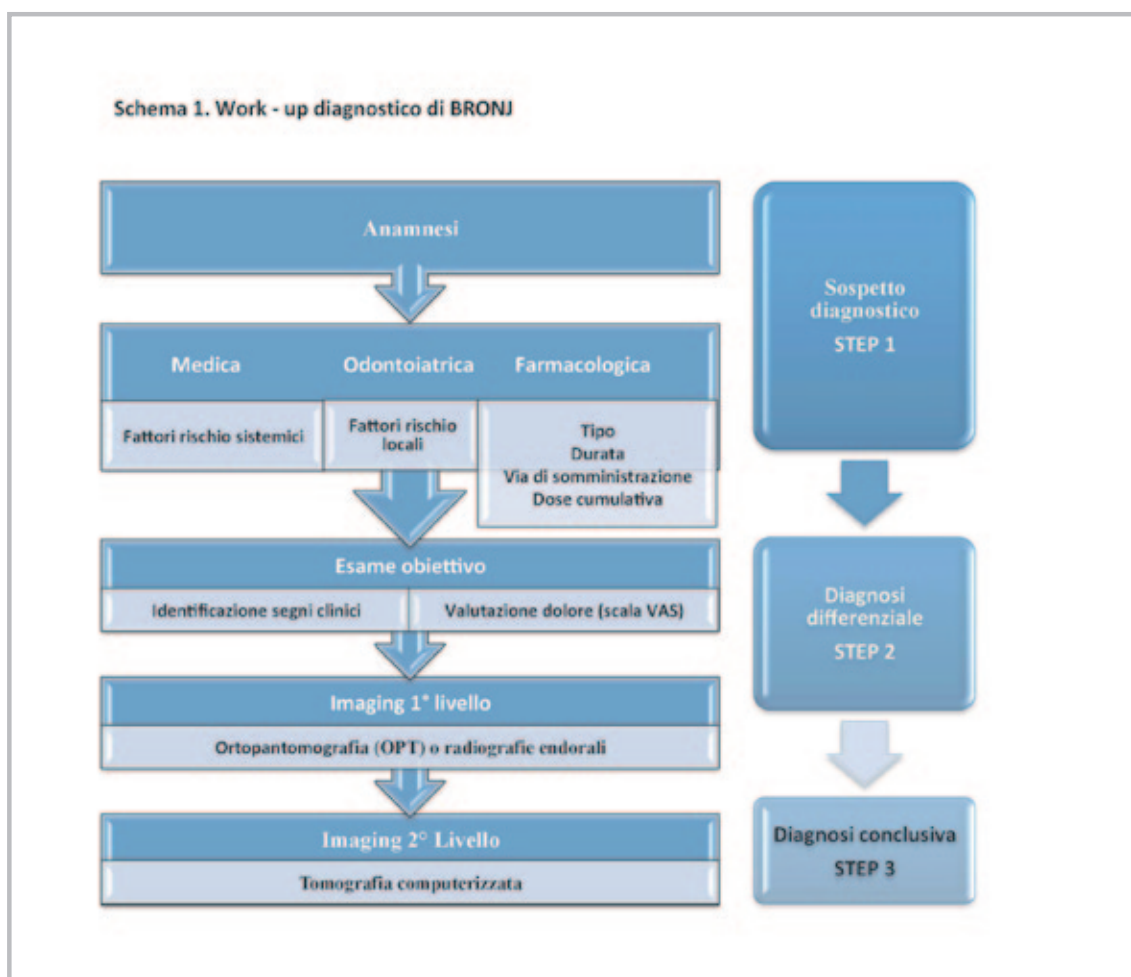 Schema 1. Work - up diagnostico di BRONJ
Anamnesi
Medica Odontoiatrica Farmacologica
Fattori rischio sistemici
Fattori rischio
locali
Tipo
Durata
Via di somministrazione
Dose cumulativa
Esame obiettivo
Identificazione segni clinici
Valutazione dolore (scala VAS)
Imaging 1° livello
Ortopantomografia (OPT) o radiografie endorali
Imaging 2° Livello
Tomografia computerizzata
Sospetto
diagnostico
STEP 1
Diagnosi
differenziale
STEP 2
Diagnosi conclusiva
STEP 3